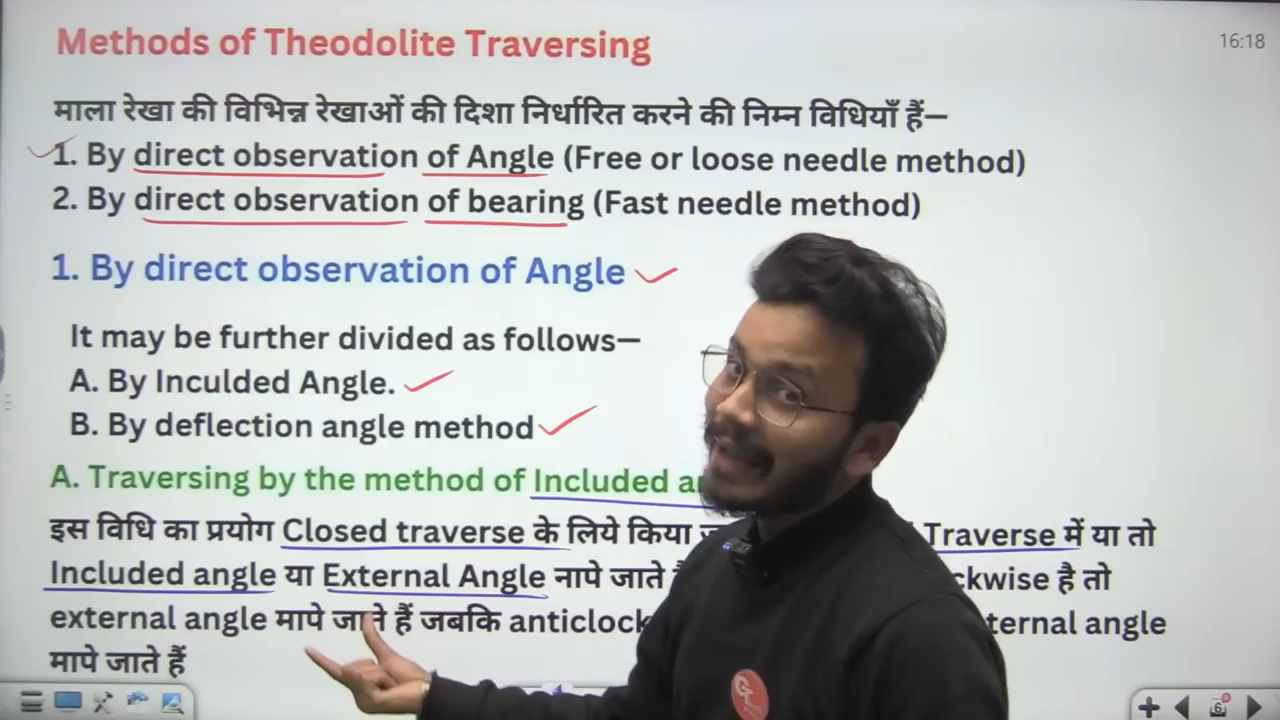 Methods of Theodolite Traversing
16:18
माला रेखा की विभिन्न रेखाओं की दिशा निर्धारित करने की निम्न विधियाँ हैं—
1. By direct observation of Angle (Free or loose needle method)
2. By direct observation of bearing (Fast needle method)
1. By direct observation of Angle
It may be further divided as follows—
A. By Inculded Angle.
B. By deflection angle method
A. Traversing by the method of Included
इस विधि का प्रयोग Closed traverse के लिये किया Traverse में या तो
Included angle या External Angle नापे जाते है तो
external angle मापे जाते हैं जबकि angle
मापे जाते हैं
6